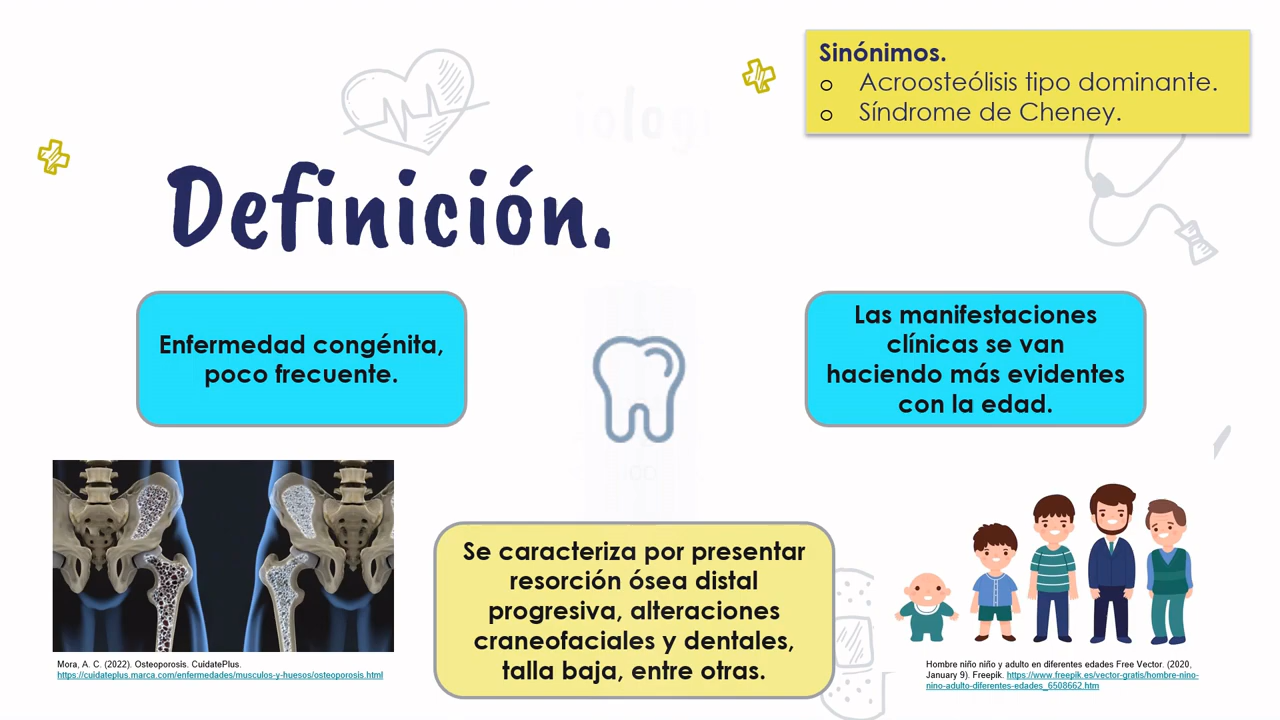 Sinónimos.
o Acroosteólisis tipo dominante.
o Síndrome de Cheney.
Definición.
Enfermedad congénita,
poco frecuente.
Las manifestaciones
clínicas se van
haciendo más evidentes
con la edad.
Se caracteriza por presentar
resorción ósea distal
progresiva, alteraciones
craneofaciales y dentales,
talla baja, entre otras.
Mora, A. C. (2022). Osteoporosis. CuidatePlus.
https://cuidateplus.marca.com/enfermedades/musculos-y-huesos/osteoporosis.html
Hombre niño niño y adulto en diferentes edades Free Vector. (2020,
January 9). Freepik. https://www.freepik.es/vector-gratis/hombre-nino-
nino-adulto-diferentes-edades_6508662.htm